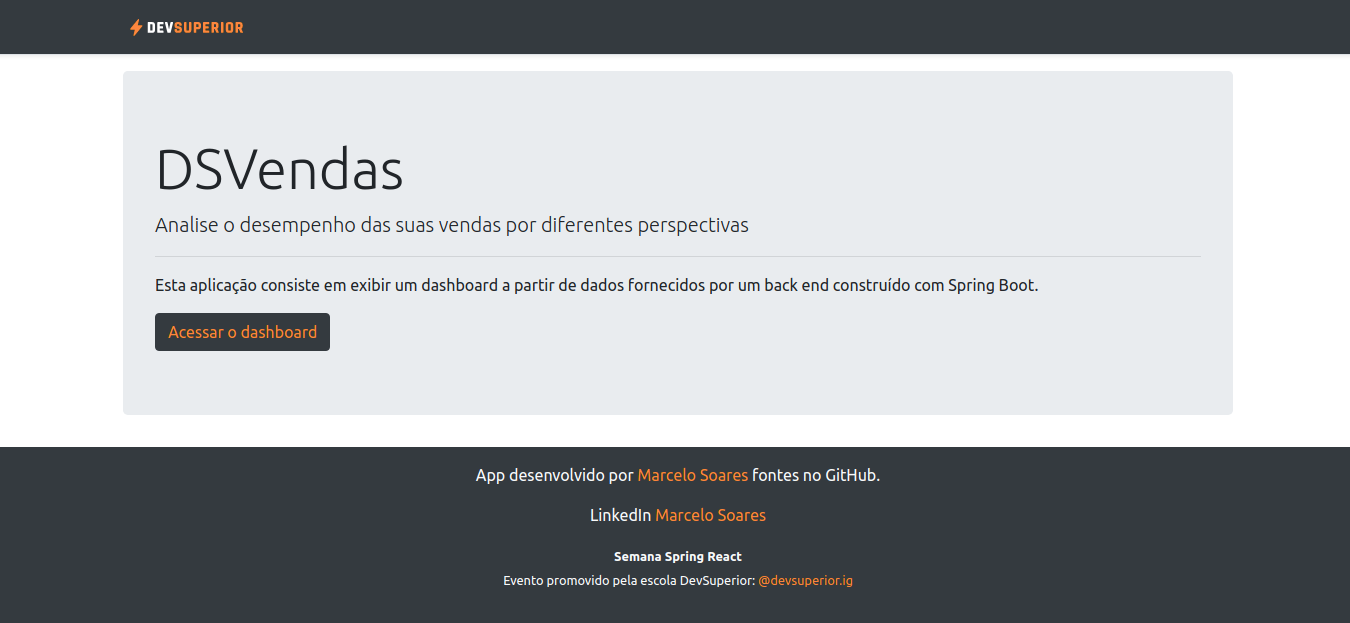 DEVSUPERIOR
DSVendas
Analise o desempenho das suas vendas por diferentes perspectivas
Esta aplicação consiste em exibir um dashboard a partir de dados fornecidos por um back end construído com Spring Boot.
Acessar o dashboard
App desenvolvido por Marcelo Soares fontes no GitHub.
LinkedIn Marcelo Soares
Semana Spring React
Evento promovido pela escola DevSuperior: @devsuperior.ig